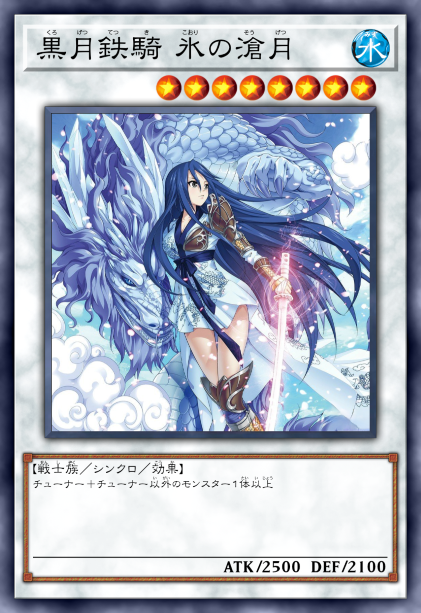 黒月鉄騎 氷の滄月
水
【戦士族／シンクロ／効果】
チューナー＋チューナー以外のモンスター1体以上
ATK/2500 DEF/2100